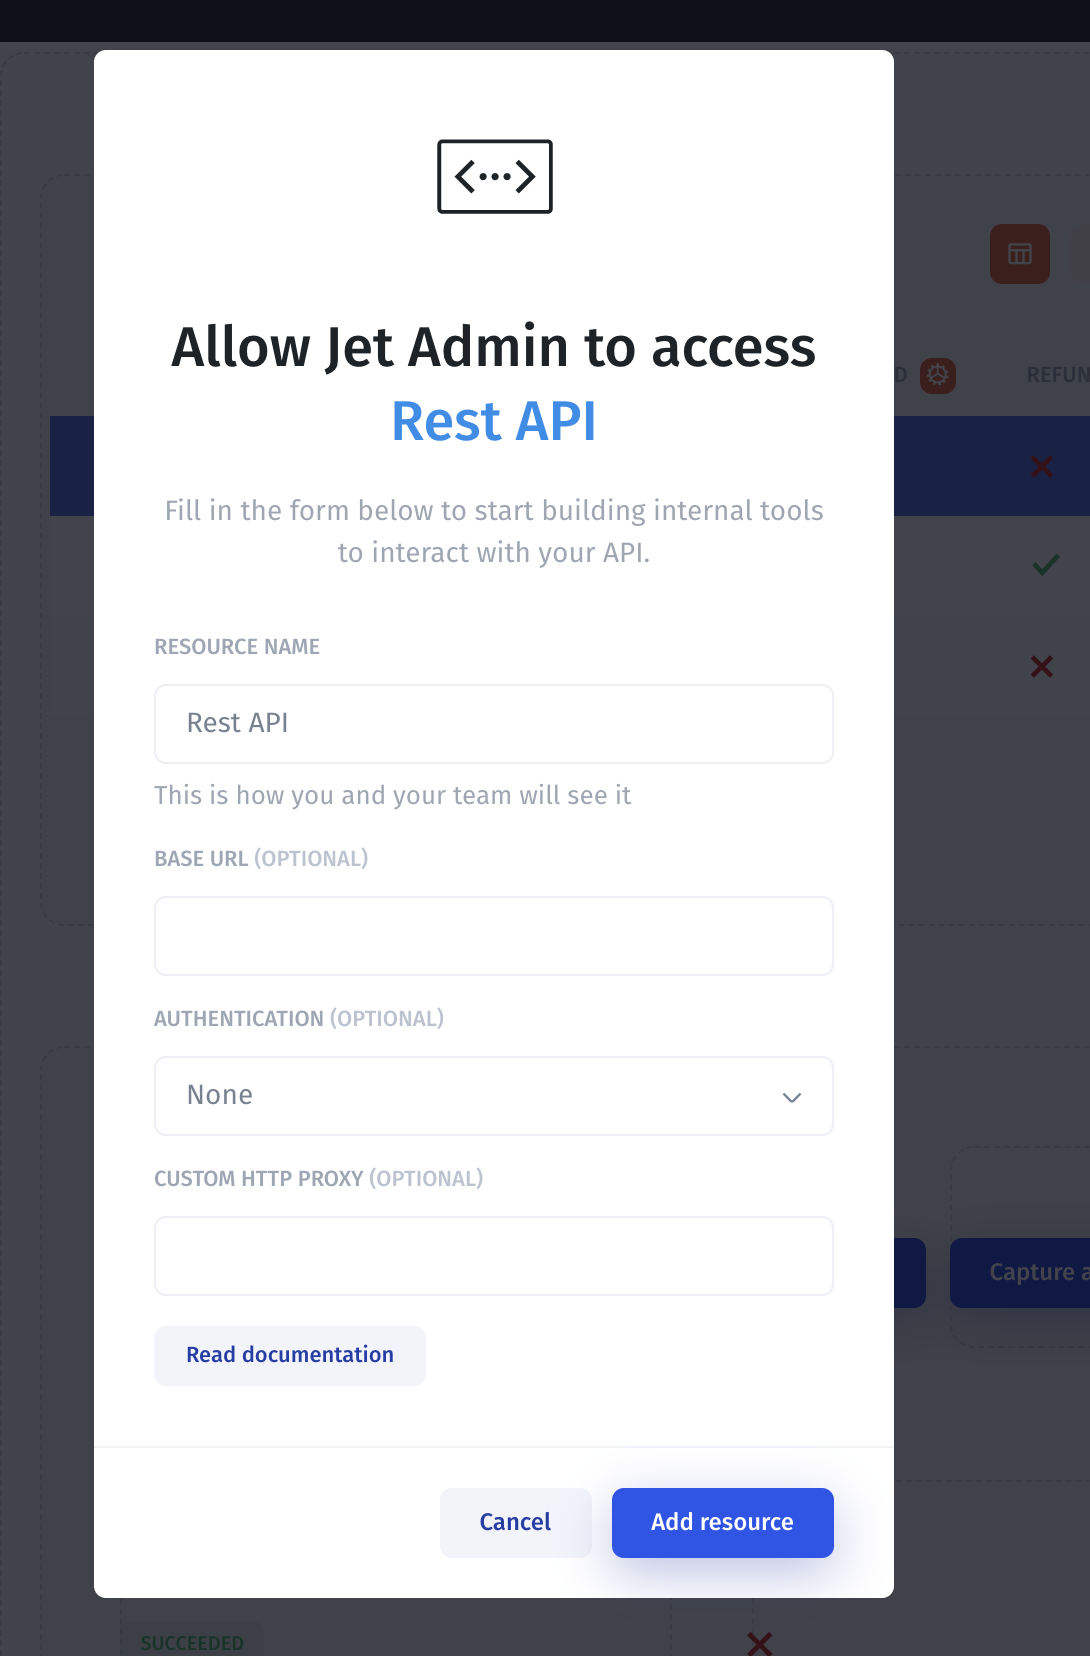 Allow Jet Admin to access
Rest API
Fill in the form below to start building internal tools
to interact with your API.
RESOURCE NAME
Rest API
This is how you and your team will see it
BASE URL (OPTIONAL)
AUTHENTICATION (OPTIONAL)
None
CUSTOM HTTP PROXY (OPTIONAL)
Read documentation
Cancel
Add resource
D
REFUN
Capture a
SUCCEEDED